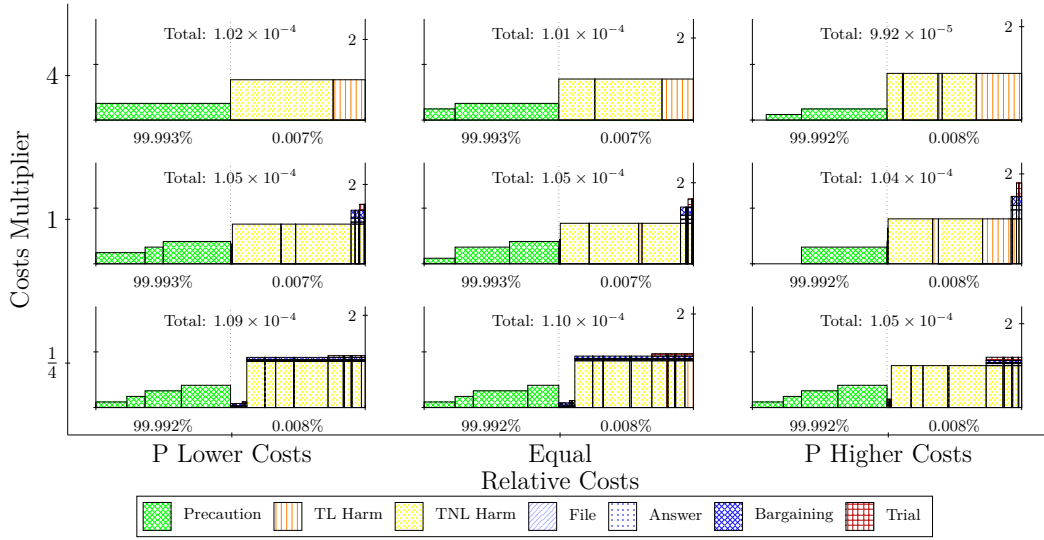 Total: 1.02 × 10⁻⁴
2
Total: 1.01 × 10⁻⁴
2
Total: 9.92 × 10⁻⁵
2
4
99.993%
0.007%
99.993%
0.007%
99.992%
0.008%
Costs Multiplier
Total: 1.05 × 10⁻⁴
2
Total: 1.05 × 10⁻⁴
2
Total: 1.04 × 10⁻⁴
2
1
99.993%
0.007%
99.993%
0.007%
99.992%
0.008%
Total: 1.09 × 10⁻⁴
2
Total: 1.10 × 10⁻⁴
2
Total: 1.05 × 10⁻⁴
2
1/4
99.992%
0.008%
99.992%
0.008%
99.992%
0.008%
P Lower Costs
Equal
P Higher Costs
Relative Costs
Precaution
TL Harm
TNL Harm
File
Answer
Bargaining
Trial